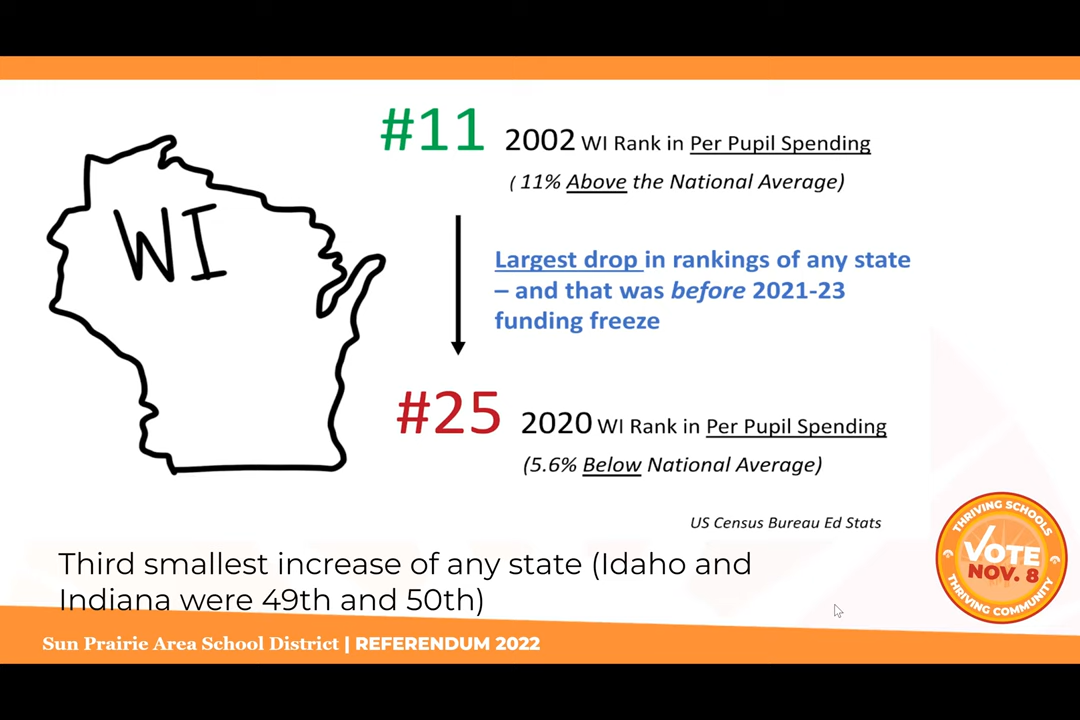 #11 2002 WI Rank in Per Pupil Spending
( 11% Above the National Average)
WI
Largest drop in rankings of any state
– and that was before 2021-23
funding freeze
#25 2020 WI Rank in Per Pupil Spending
(5.6% Below National Average)
US Census Bureau Ed Stats
Third smallest increase of any state (Idaho and
Indiana were 49th and 50th)
THRIVING SCHOOLS
VOTE
NOV. 8
THRIVING COMMUNITY
Sun Prairie Area School District | REFERENDUM 2022